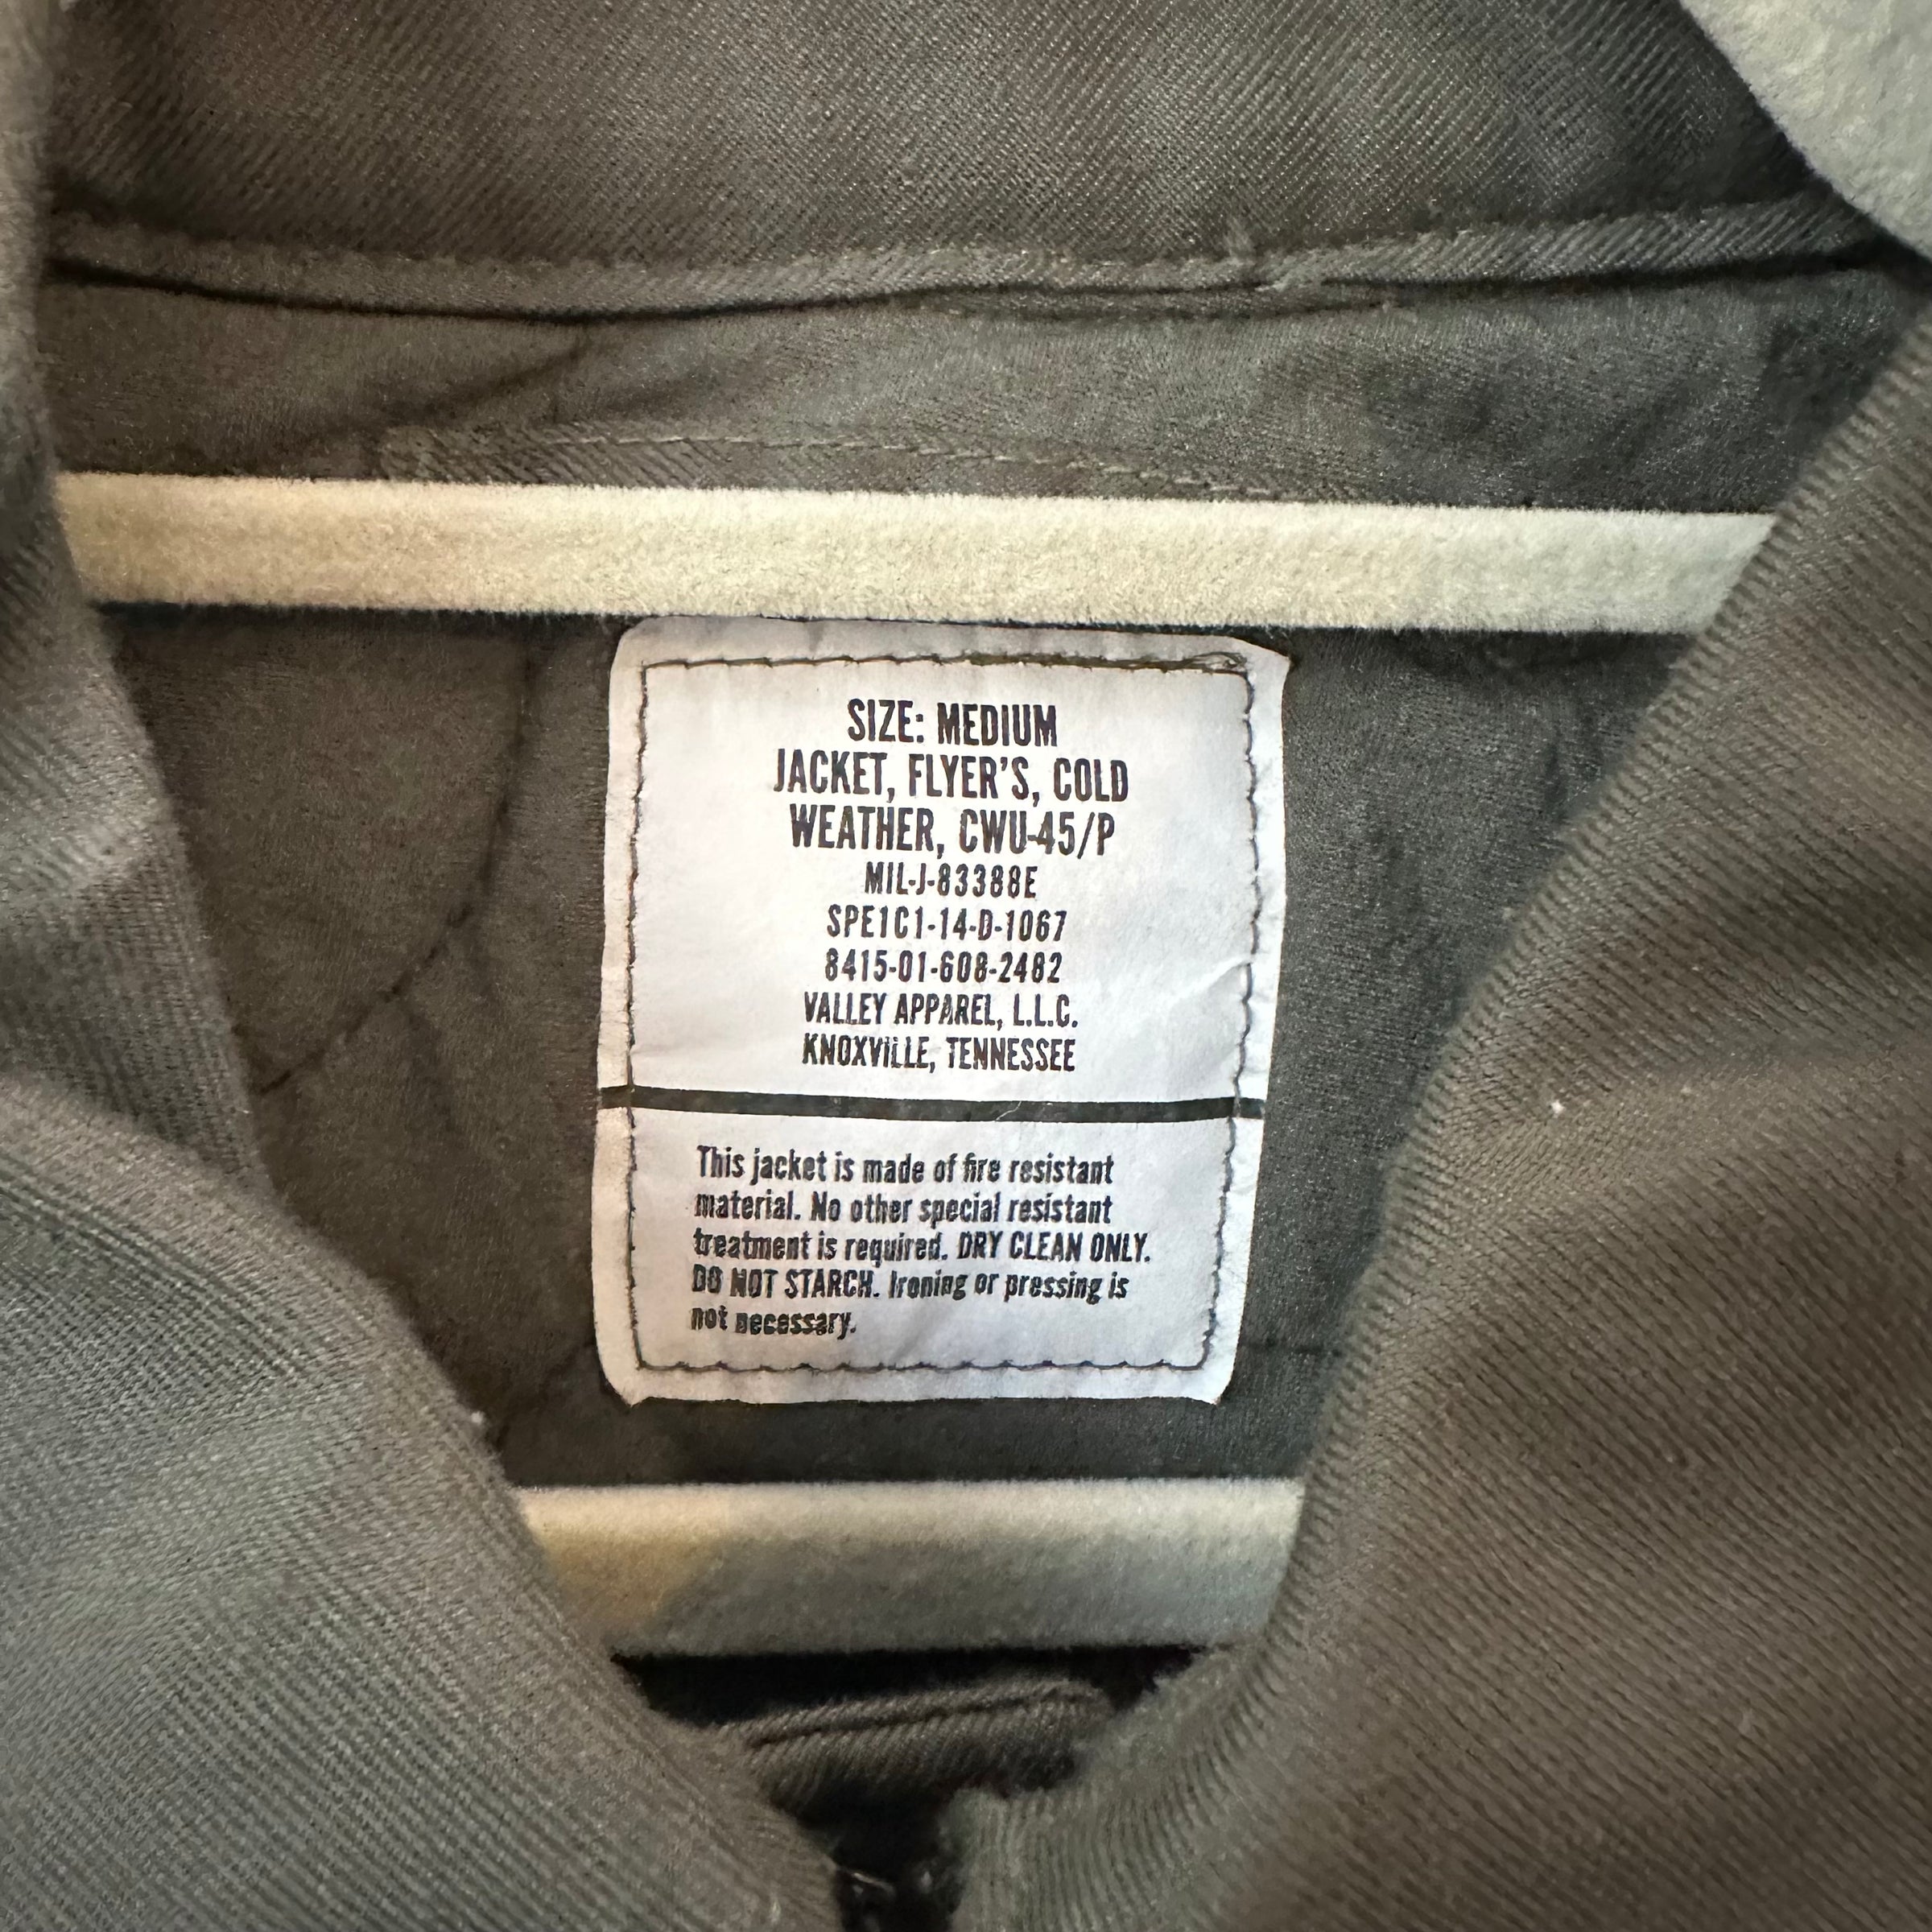 SIZE: MEDIUM
JACKET, FLYER'S, COLD
WEATHER, CWU-45/P
MIL-J-83388E
SPE1C1-14-D-1067
8415-01-608-2482
VALLEY APPAREL, L.L.C.
KNOXVILLE, TENNESSEE
This jacket is made of fire resistant
material. No other special resistant
treatment is required. DRY CLEAN ONLY.
DO NOT STARCH. Ironing or pressing is
not necessary.